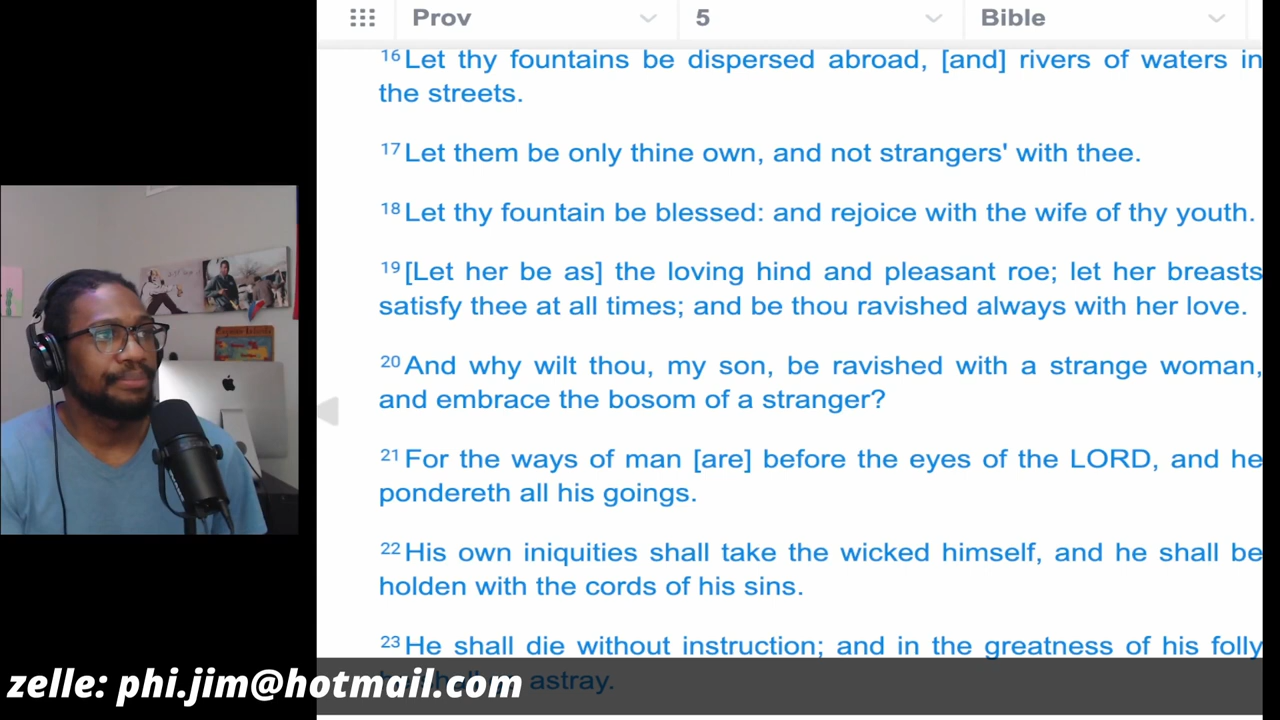 Prov
5
Bible
16 Let thy fountains be dispersed abroad, [and] rivers of waters in
the streets.
17 Let them be only thine own, and not strangers' with thee.
18 Let thy fountain be blessed: and rejoice with the wife of thy youth.
19 [Let her be as] the loving hind and pleasant roe; let her breasts
satisfy thee at all times; and be thou ravished always with her love.
20 And why wilt thou, my son, be ravished with a strange woman,
and embrace the bosom of a stranger?
21 For the ways of man [are] before the eyes of the LORD, and he
pondereth all his goings.
22 His own iniquities shall take the wicked himself, and he shall be
holden with the cords of his sins.
23 He shall die without instruction; and in the greatness of his folly
astray.
zelle: phi.jim@hotmail.com